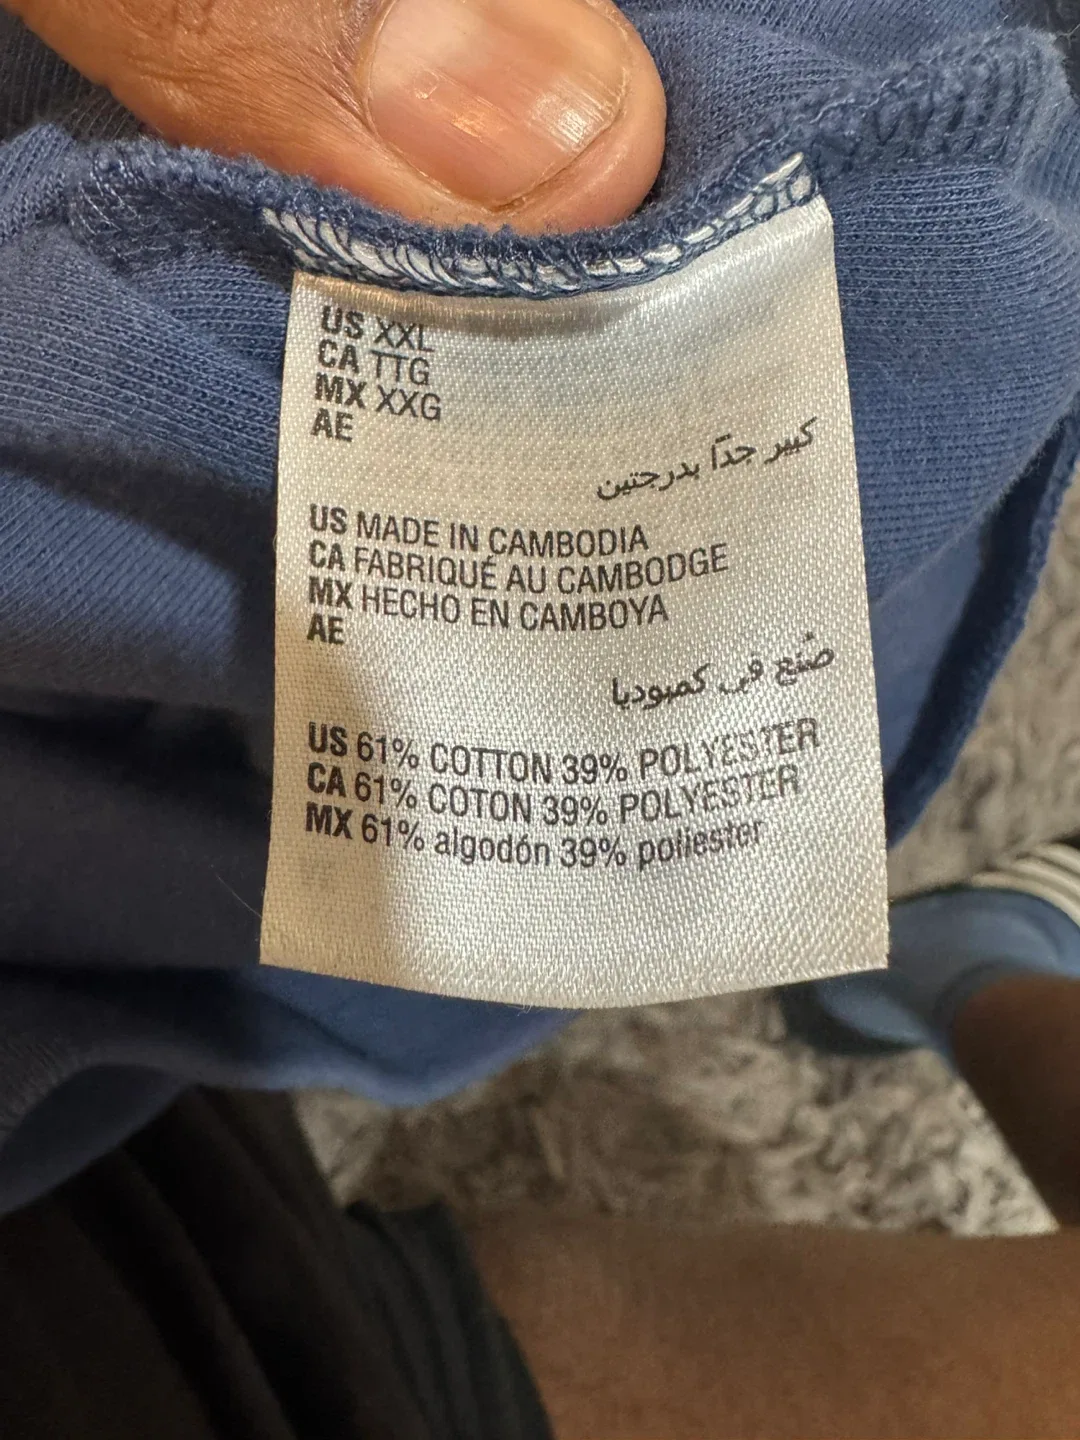 US XXL
CA TTG
MX XXG
AE
كبير جدًا بدرجتين
US MADE IN CAMBODIA
CA FABRIQUÉ AU CAMBODGE
MX HECHO EN CAMBOYA
AE
صُنع في كمبوديا
US 61% COTTON 39% POLYESTER
CA 61% COTON 39% POLYESTER
MX 61% algodón 39% poliester